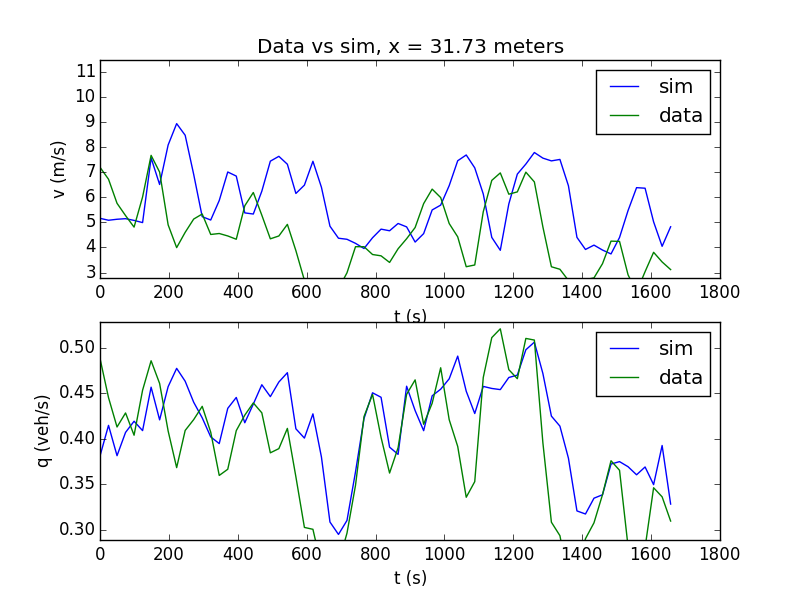 Data vs sim, x = 31.73 meters
v (m/s)
11
10
9
8
7
6
5
4
3
sim
data
0 200 400 600 800 1000 1200 1400 1600 1800
t (s)
q (veh/s)
0.50
0.45
0.40
0.35
0.30
sim
data
0 200 400 600 800 1000 1200 1400 1600 1800
t (s)